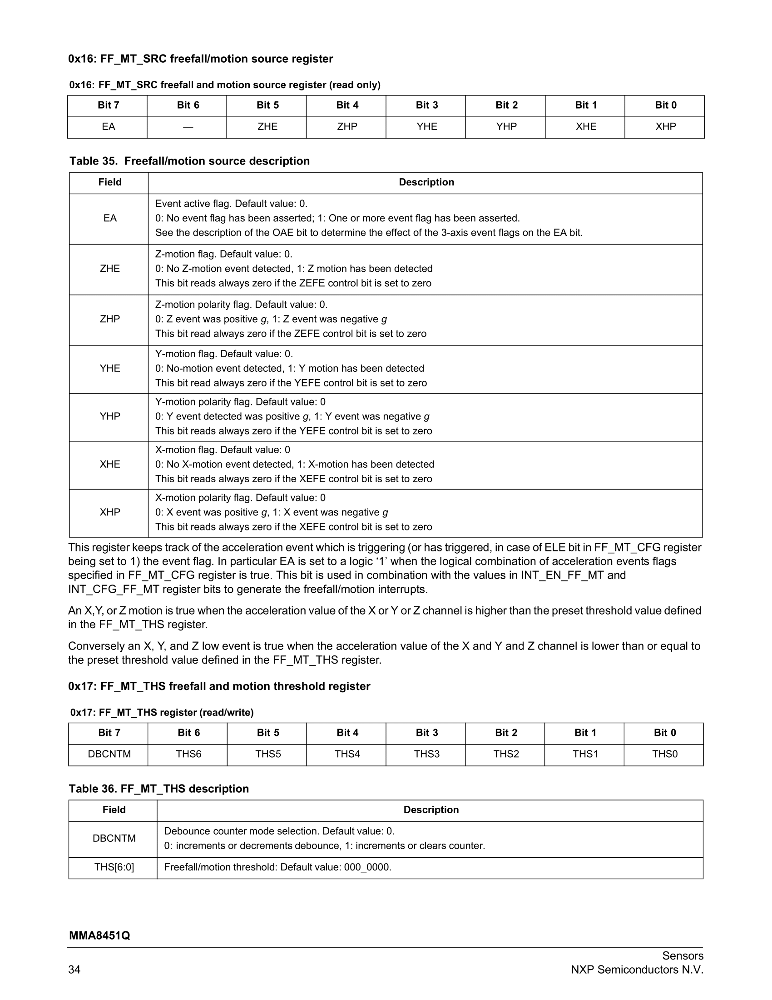 0x16: FF_MT_SRC freefall/motion source register
0x16: FF_MT_SRC freefall and motion source register (read only)
Bit 7 Bit 6 Bit 5 Bit 4 Bit 3 Bit 2 Bit 1 Bit 0
EA — ZHE ZHP YHE YHP XHE XHP
Table 35. Freefall/motion source description
Field Description
EA
Event active flag. Default value: 0.
0: No event flag has been asserted; 1: One or more event flag has been asserted.
See the description of the OAE bit to determine the effect of the 3-axis event flags on the EA bit.
ZHE
Z-motion flag. Default value: 0.
0: No Z-motion event detected, 1: Z motion has been detected
This bit reads always zero if the ZEFE control bit is set to zero
ZHP
Z-motion polarity flag. Default value: 0.
0: Z event was positive g, 1: Z event was negative g
This bit read always zero if the ZEFE control bit is set to zero
YHE
Y-motion flag. Default value: 0.
0: No-motion event detected, 1: Y motion has been detected
This bit read always zero if the YEFE control bit is set to zero
YHP
Y-motion polarity flag. Default value: 0
0: Y event detected was positive g, 1: Y event was negative g
This bit reads always zero if the YEFE control bit is set to zero
XHE
X-motion flag. Default value: 0
0: No X-motion event detected, 1: X-motion has been detected
This bit reads always zero if the XEFE control bit is set to zero
XHP
X-motion polarity flag. Default value: 0
0: X event was positive g, 1: X event was negative g
This bit reads always zero if the XEFE control bit is set to zero
This register keeps track of the acceleration event which is triggering (or has triggered, in case of ELE bit in FF_MT_CFG register
being set to 1) the event flag. In particular EA is set to a logic ‘1’ when the logical combination of acceleration events flags
specified in FF_MT_CFG register is true. This bit is used in combination with the values in INT_EN_FF_MT and
INT_CFG_FF_MT register bits to generate the freefall/motion interrupts.
An X,Y, or Z motion is true when the acceleration value of the X or Y or Z channel is higher than the preset threshold value defined
in the FF_MT_THS register.
Conversely an X, Y, and Z low event is true when the acceleration value of the X and Y and Z channel is lower than or equal to
the preset threshold value defined in the FF_MT_THS register.
0x17: FF_MT_THS freefall and motion threshold register
0x17: FF_MT_THS register (read/write)
Bit 7 Bit 6 Bit 5 Bit 4 Bit 3 Bit 2 Bit 1 Bit 0
DBCNTM THS6 THS5 THS4 THS3 THS2 THS1 THS0
Table 36. FF_MT_THS description
Field Description
DBCNTM
Debounce counter mode selection. Default value: 0.
0: increments or decrements debounce, 1: increments or clears counter.
THS[6:0] Freefall/motion threshold: Default value: 000_0000.
MMA8451Q
Sensors
34 NXP Semiconductors N.V.